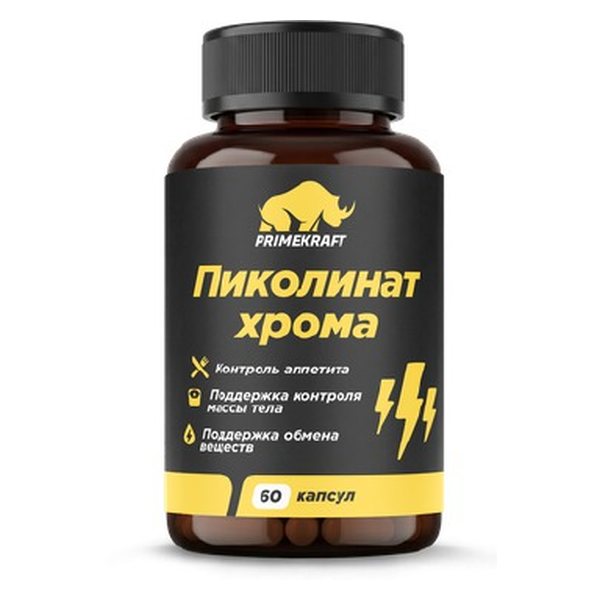 PRIMEKRAFT
Пиколинат
хрома
Контроль аппетита
Поддержка контроля
массы тела
Поддержка обмена
веществ
60 капсул